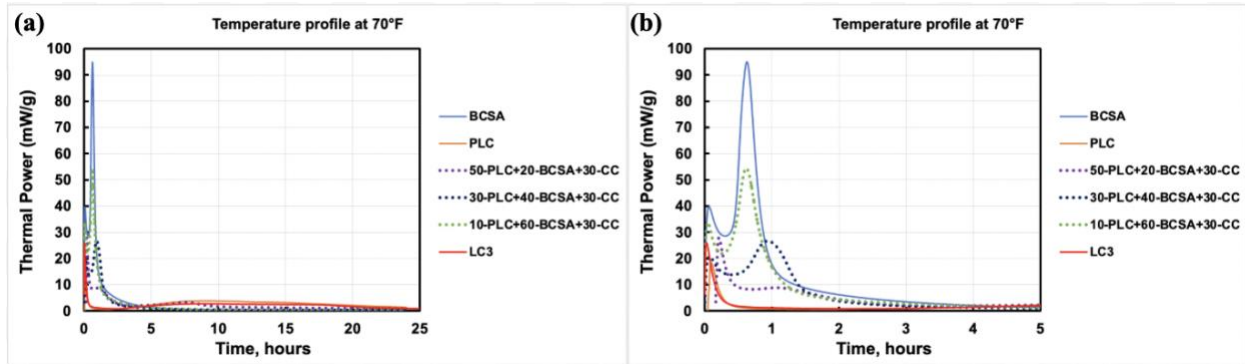 (a)
Temperature profile at 70°F
Thermal Power (mW/g)
100
90
80
70
60
50
40
30
20
10
0
0 5 10 15 20 25
Time, hours
BCSA
PLC
50-PLC+20-BCSA+30-CC
30-PLC+40-BCSA+30-CC
10-PLC+60-BCSA+30-CC
LC3
(b)
Temperature profile at 70°F
Thermal Power (mW/g)
100
90
80
70
60
50
40
30
20
10
0
0 1 2 3 4 5
Time, hours
BCSA
PLC
50-PLC+20-BCSA+30-CC
30-PLC+40-BCSA+30-CC
10-PLC+60-BCSA+30-CC
LC3